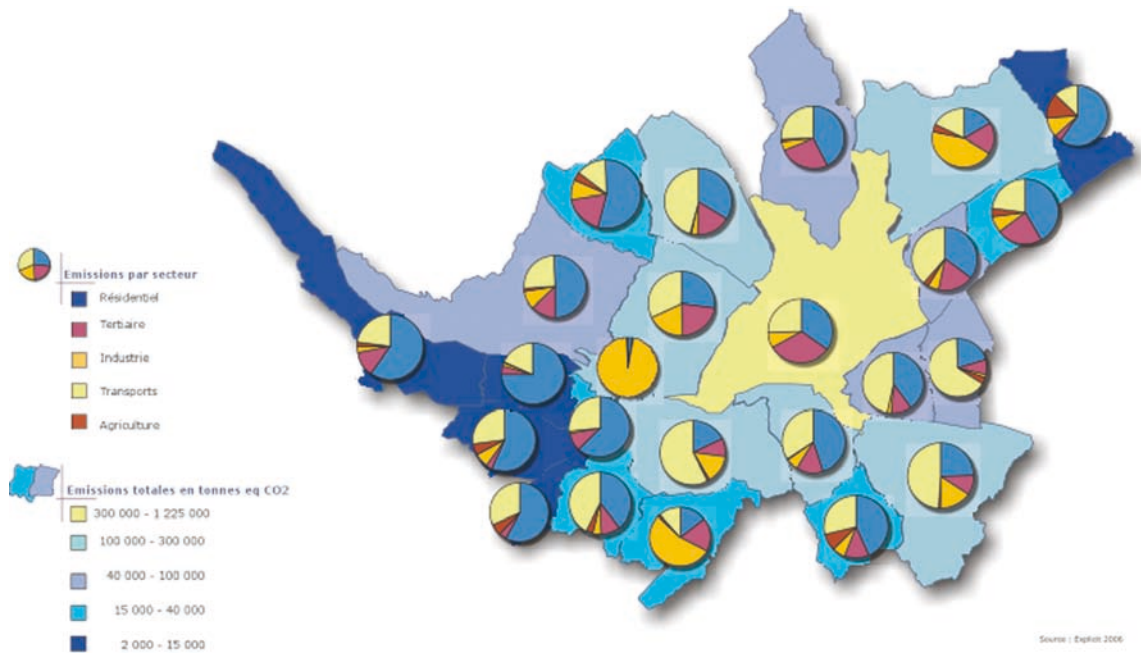 Emissions par secteur
Résidentiel
Tertiaire
Industrie
Transports
Agriculture
Emissions totales en tonnes eq CO2
300 000 - 1 225 000
100 000 - 300 000
40 000 - 100 000
15 000 - 40 000
2 000 - 15 000
Source : Explicit 2006